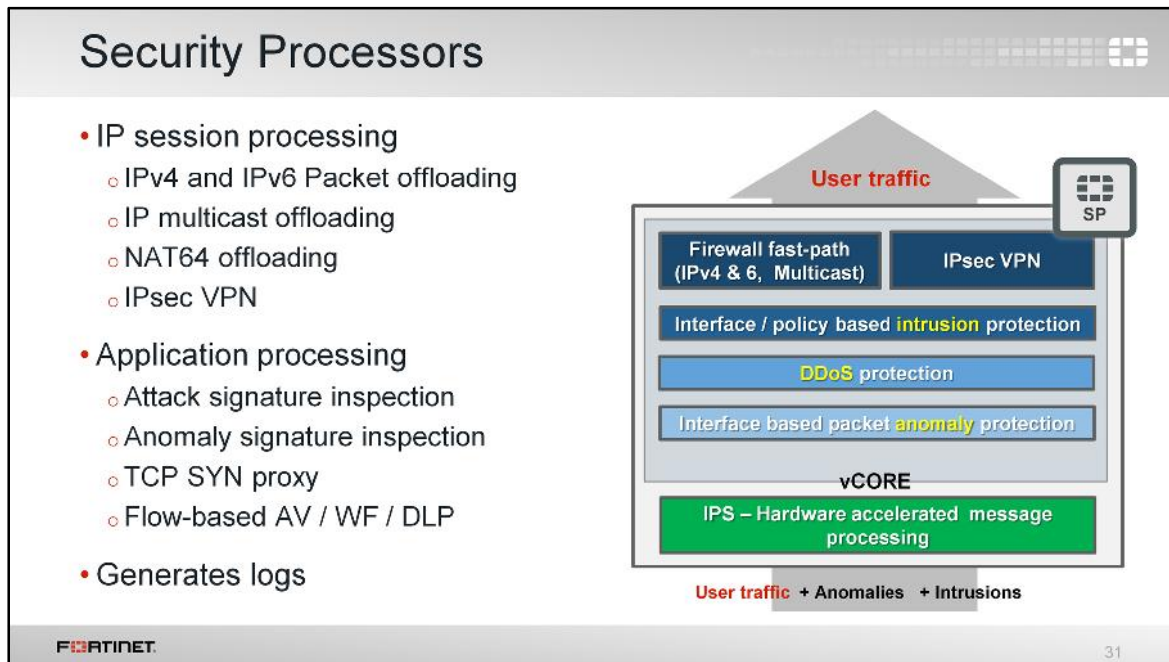 Security Processors
• IP session processing
o IPv4 and IPv6 Packet offloading
o IP multicast offloading
o NAT64 offloading
o IPsec VPN
• Application processing
o Attack signature inspection
o Anomaly signature inspection
o TCP SYN proxy
o Flow-based AV / WF / DLP
• Generates logs
User traffic
SP
Firewall fast-path
(IPv4 & 6, Multicast)
IPsec VPN
Interface / policy based intrusion protection
DDoS protection
Interface based packet anomaly protection
vCORE
IPS – Hardware accelerated message
processing
User traffic + Anomalies + Intrusions
FORTINET
31